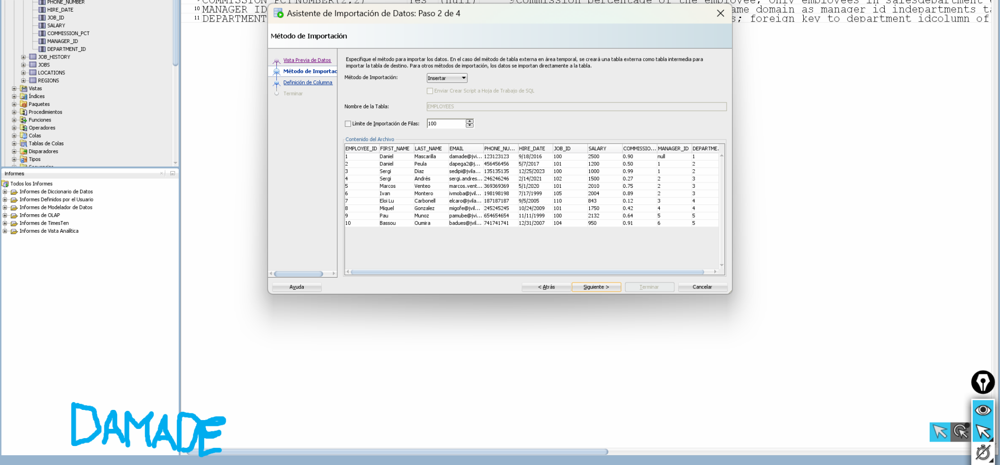 PHONE_NUMBER
HIRE_DATE
JOB_ID
SALARY
COMMISSION_PCT
MANAGER_ID
DEPARTMENT_ID
JOB_HISTORY
JOBS
LOCATIONS
REGIONS
Vistas
Índices
Paquetes
Procedimientos
Funciones
Operadores
Colas
Tablas de Colas
Disparadores
Tipos
Informes
Todos los Informes
Informes de Diccionario de Datos
Informes Definidos por el Usuario
Informes de Modelador de Datos
Informes de OLAP
Informes de TimesTen
Informes de Vista Analítica
COMMISSION_PCT NUMBER(2,2) Yes (null) 9 Commission percentage of the employee; Only employees in salesdepartment
10 MANAGER_ID ame domain as manager_id indepartments ta
11 DEPARTMENT s; foreign key to department_idcolumn of
Asistente de Importación de Datos: Paso 2 de 4
Método de Importación
Vista Previa de Datos
Método de Importac
Definición de Columna
Terminar
Especifique el método para importar los datos. En el caso del método de tabla externa en área temporal, se creará una tabla externa como tabla intermedia para
importar la tabla de destino. Para otros métodos de importación, los datos se importan directamente a la tabla.
Método de Importación: Insertar
Enviar Crear Script a Hoja de Trabajo de SQL
Nombre de la Tabla: EMPLOYEES
Límite de Importación de Filas: 100
Contenido del Archivo
EMPLOYEE_ID FIRST_NAME LAST_NAME EMAIL PHONE_NU... HIRE_DATE JOB_ID SALARY COMMISSIO... MANAGER_ID DEPARTME.
1 Daniel Mascarilla damade@jvi... 123123123 9/18/2016 100 2500 0.90 null 1
2 Daniel Peula dapega2@j... 456456456 5/7/2017 101 1200 0.50 1 2
3 Sergi Diaz sedipi@jvila... 135135135 12/25/2023 100 1000 0.99 1 2
4 Sergi Andrés sergi.andres... 246246246 2/14/2021 102 1500 0.27 2 3
5 Marcos Venteo marcos.vent... 369369369 5/1/2020 101 2010 0.75 2 3
6 Ivan Montero ivmoba@jvi... 198198198 7/17/1999 105 2004 0.89 2 3
7 Eloi Lu Carbonell elcaro@jvila... 187187187 9/5/2005 110 843 0.12 3 4
8 Miquel Gonzalez migofe@jvi... 245245245 10/24/2009 101 1750 0.42 4 4
9 Pau Munoz pamube@jvi... 654654654 11/11/1999 100 2132 0.64 5 5
10 Bassou Oumira badues@jvil... 741741741 12/31/2007 104 950 0.91 6 5
Ayuda < Atrás Siguiente > Terminar Cancelar
DAMADE